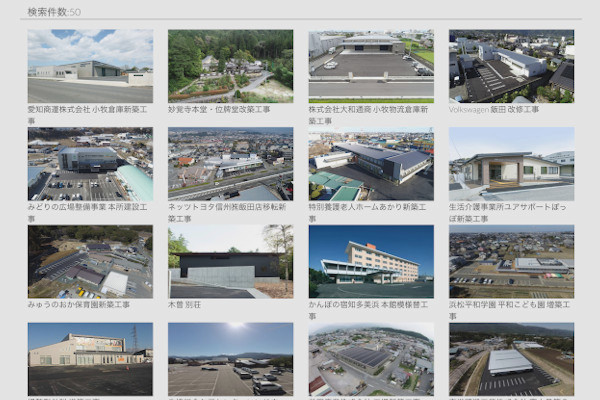 検索件数:50
愛知商運株式会社 小牧倉庫新築工
事
妙覚寺本堂・位牌堂改築工事
株式会社大和通商 小牧物流倉庫新
築工事
Volkswagen 飯田 改修工事
みどりの広場整備事業 本所建設工
事
ネッツトヨタ信州㈱飯田店移転新
築工事
特別養護老人ホームあかり新築工
事
生活介護事業所ユアサポートぽっ
ぽ新築工事
みゅうのおか保育園新築工事
木曽 別荘
かんぽの宿知多美浜 本館模様替工
事
浜松平和学園 平和こども園 増築工
事